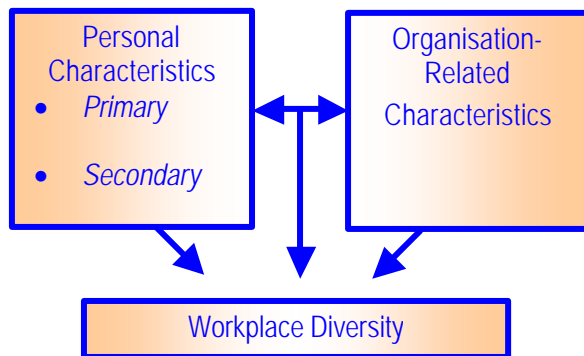 Personal
Characteristics
• Primary
• Secondary
Organisation-
Related
Characteristics
Workplace Diversity